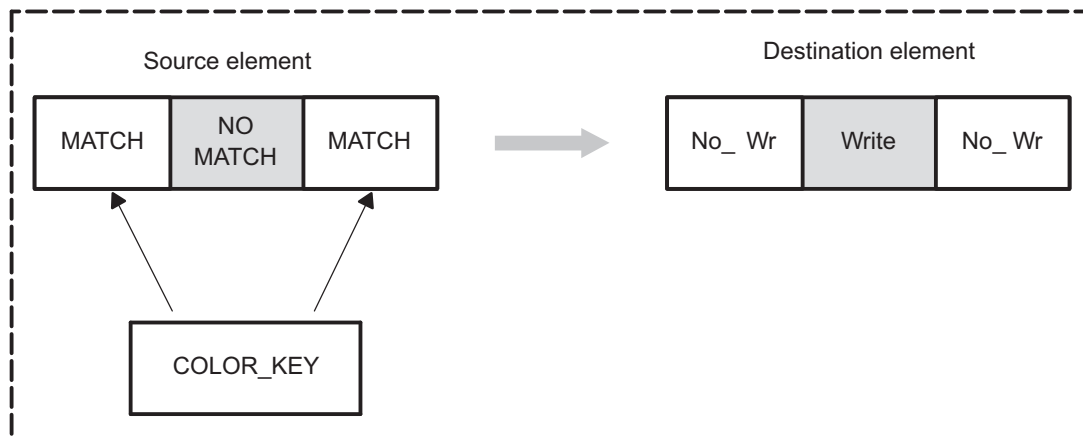 Source element
Destination element
MATCH
NO
MATCH
MATCH
No_ Wr
Write
No_ Wr
COLOR_KEY